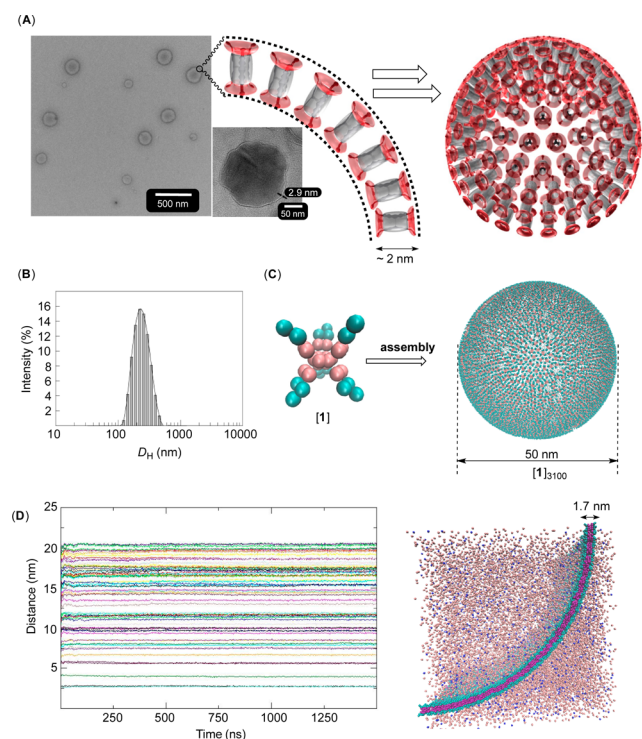 (A)
500 nm
2.9 nm
50 nm
~ 2 nm
(B)
Intensity (%)
16
14
12
10
8
6
4
2
0
10
100
1000
10000
DH (nm)
(C)
[1]
assembly
50 nm
[1]3100
(D)
Distance (nm)
25
20
15
10
5
250
500
750
1000
1250
Time (ns)
1.7 nm